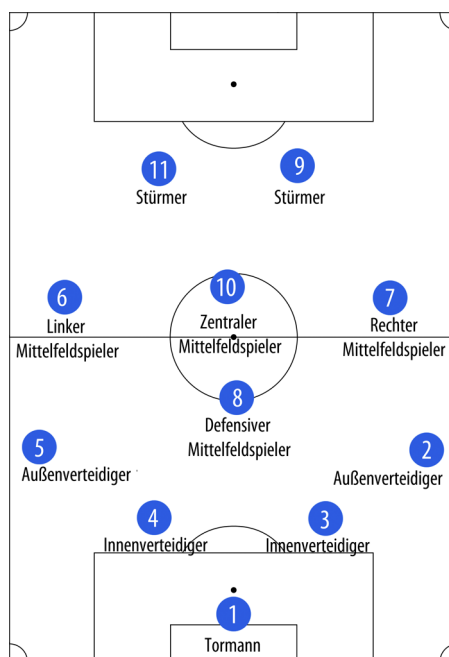 11
9
Stürmer
Stürmer
6
10
7
Linker
Mittelfeldspieler
Zentraler
Mittelfeldspieler
Rechter
Mittelfeldspieler
8
Defensiver
Mittelfeldspieler
5
2
Außenverteidiger
Außenverteidiger
4
3
Innenverteidiger
Innenverteidiger
1
Tormann